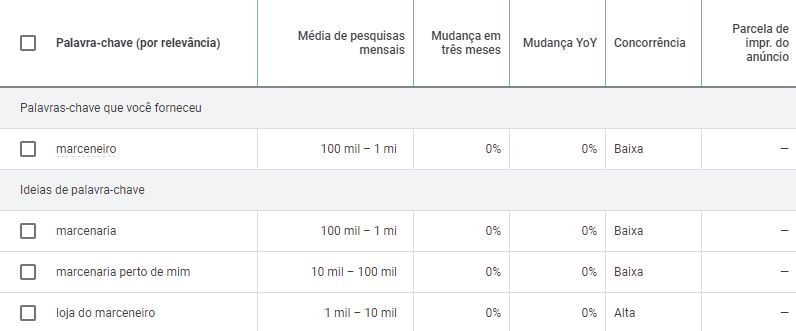 Palavra-chave (por relevância) Média de pesquisas mensais Mudança em três meses Mudança YoY Concorrência Parcela de impr. do anúncio
Palavras-chave que você forneceu
marceneiro 100 mil – 1 mi 0% 0% Baixa —
Ideias de palavra-chave
marcenaria 100 mil – 1 mi 0% 0% Baixa —
marcenaria perto de mim 10 mil – 100 mil 0% 0% Baixa —
loja do marceneiro 1 mil – 10 mil 0% 0% Alta —